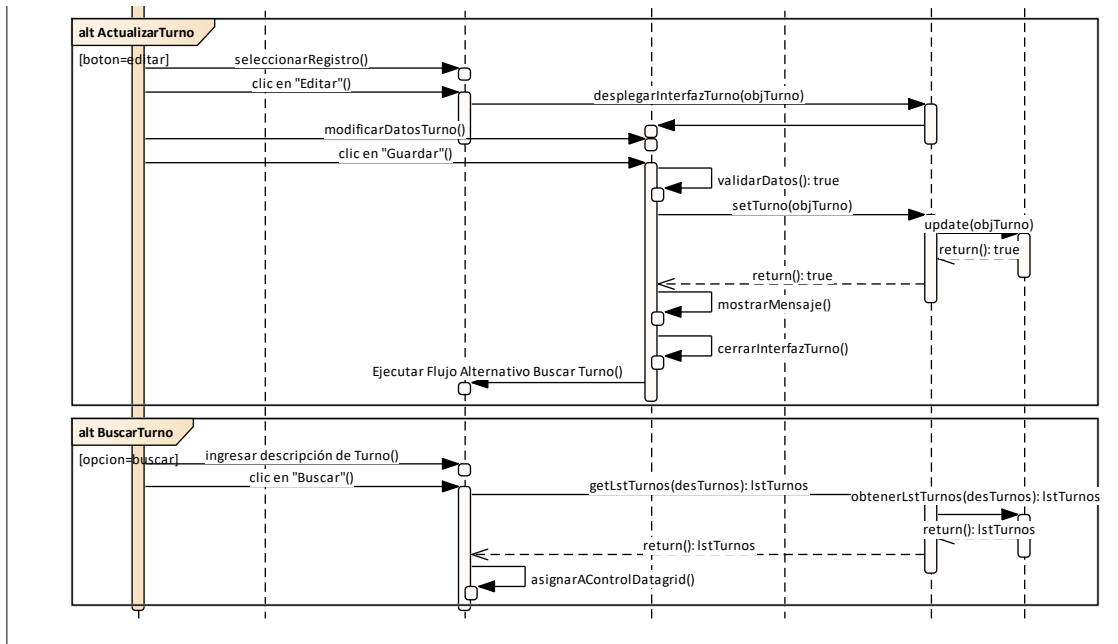 alt ActualizarTurno
[boton=editar]
seleccionarRegistro()
clic en "Editar"()
desplegarInterfazTurno(objTurno)
modificarDatosTurno()
clic en "Guardar"()
validarDatos(): true
setTurno(objTurno)
update(objTurno)
return(): true
return(): true
mostrarMensaje()
cerrarInterfazTurno()
Ejecutar Flujo Alternativo Buscar Turno()
alt BuscarTurno
[opcion=buscar]
ingresar descripción de Turno()
clic en "Buscar"()
getLstTurnos(desTurnos): lstTurnos
obtenerLstTurnos(desTurnos): lstTurnos
return(): lstTurnos
return(): lstTurnos
asignarAControlDatagrid()